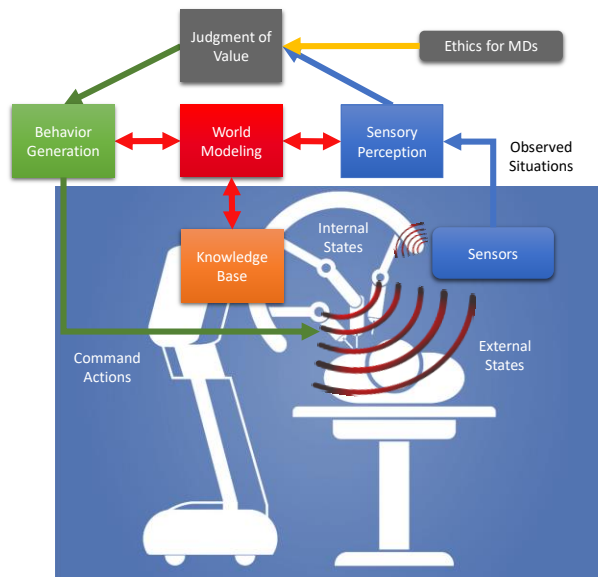 Judgment of
Value
Ethics for MDs
Behavior
Generation
World
Modeling
Sensory
Perception
Observed
Situations
Internal
States
Sensors
Knowledge
Base
Command
Actions
External
States